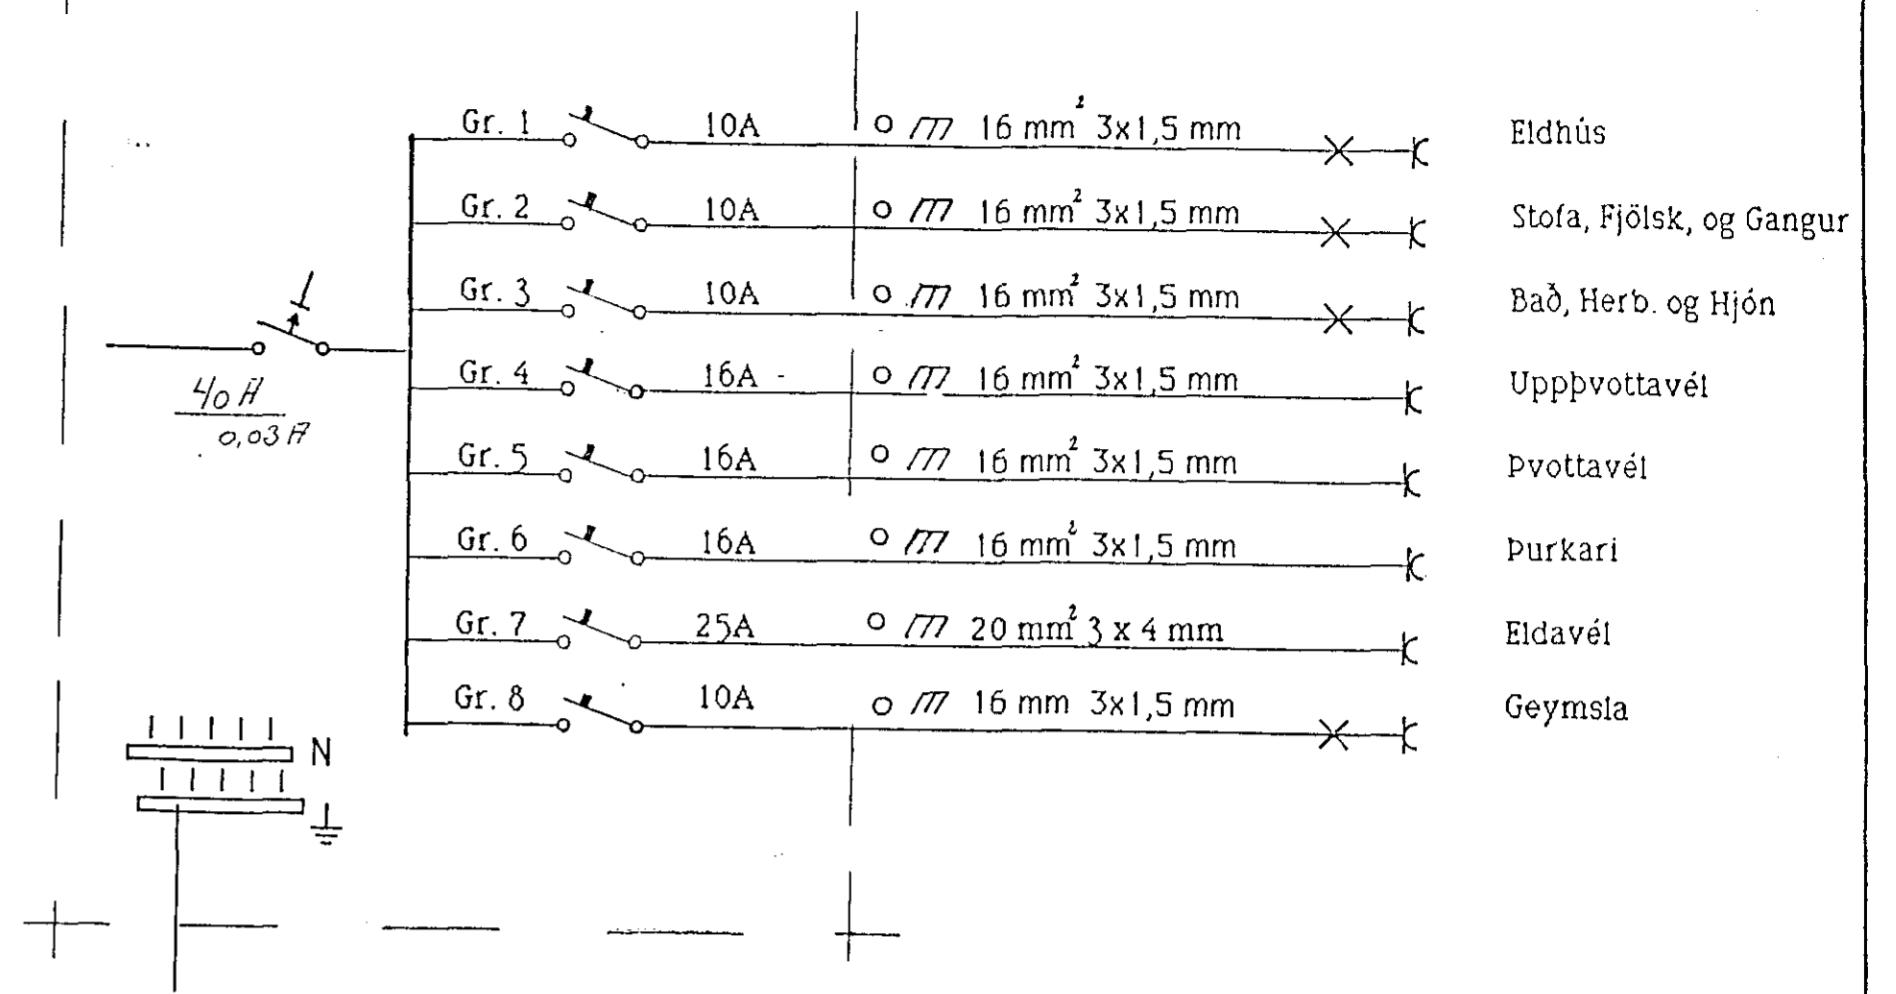 Gr. 1 10A 16 mm² 3x1,5 mm Eldhús
Gr. 2 10A 16 mm² 3x1,5 mm Stofa, Fjölsk, og Gangur
Gr. 3 10A 16 mm² 3x1,5 mm Bað, Herb. og Hjón
Gr. 4 16A 16 mm² 3x1,5 mm Uppþvottavél
40 A
0,03 A
Gr. 5 16A 16 mm² 3x1,5 mm Þvottavél
Gr. 6 16A 16 mm² 3x1,5 mm Þurkari
Gr. 7 25A 20 mm² 3 x 4 mm Eldavél
Gr. 8 10A 16 mm 3x1,5 mm Geymsla
N